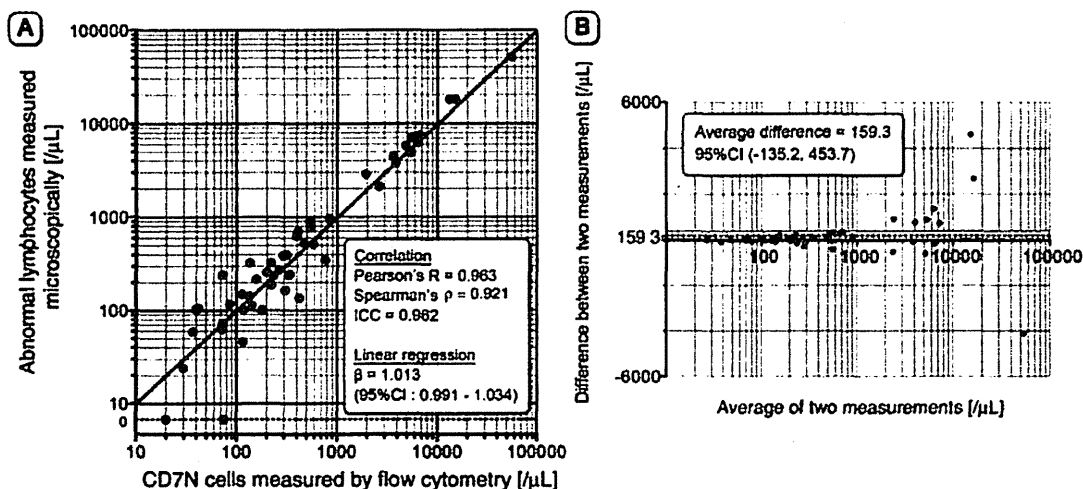 A
Abnormal lymphocytes measured
microscopically [/μL]
100000
10000
1000
100
10
0
10
100
1000
10000
100000
CD7N cells measured by flow cytometry [/μL]
Correlation
Pearson's R = 0.963
Spearman's ρ = 0.921
ICC = 0.962
Linear regression
β = 1.013
(95%CI : 0.991 - 1.034)
B
Difference between two measurements [/μL]
6000
159.3
-6000
Average difference = 159.3
95%CI (-135.2, 453.7)
100
1000
10000
100000
Average of two measurements [/μL]